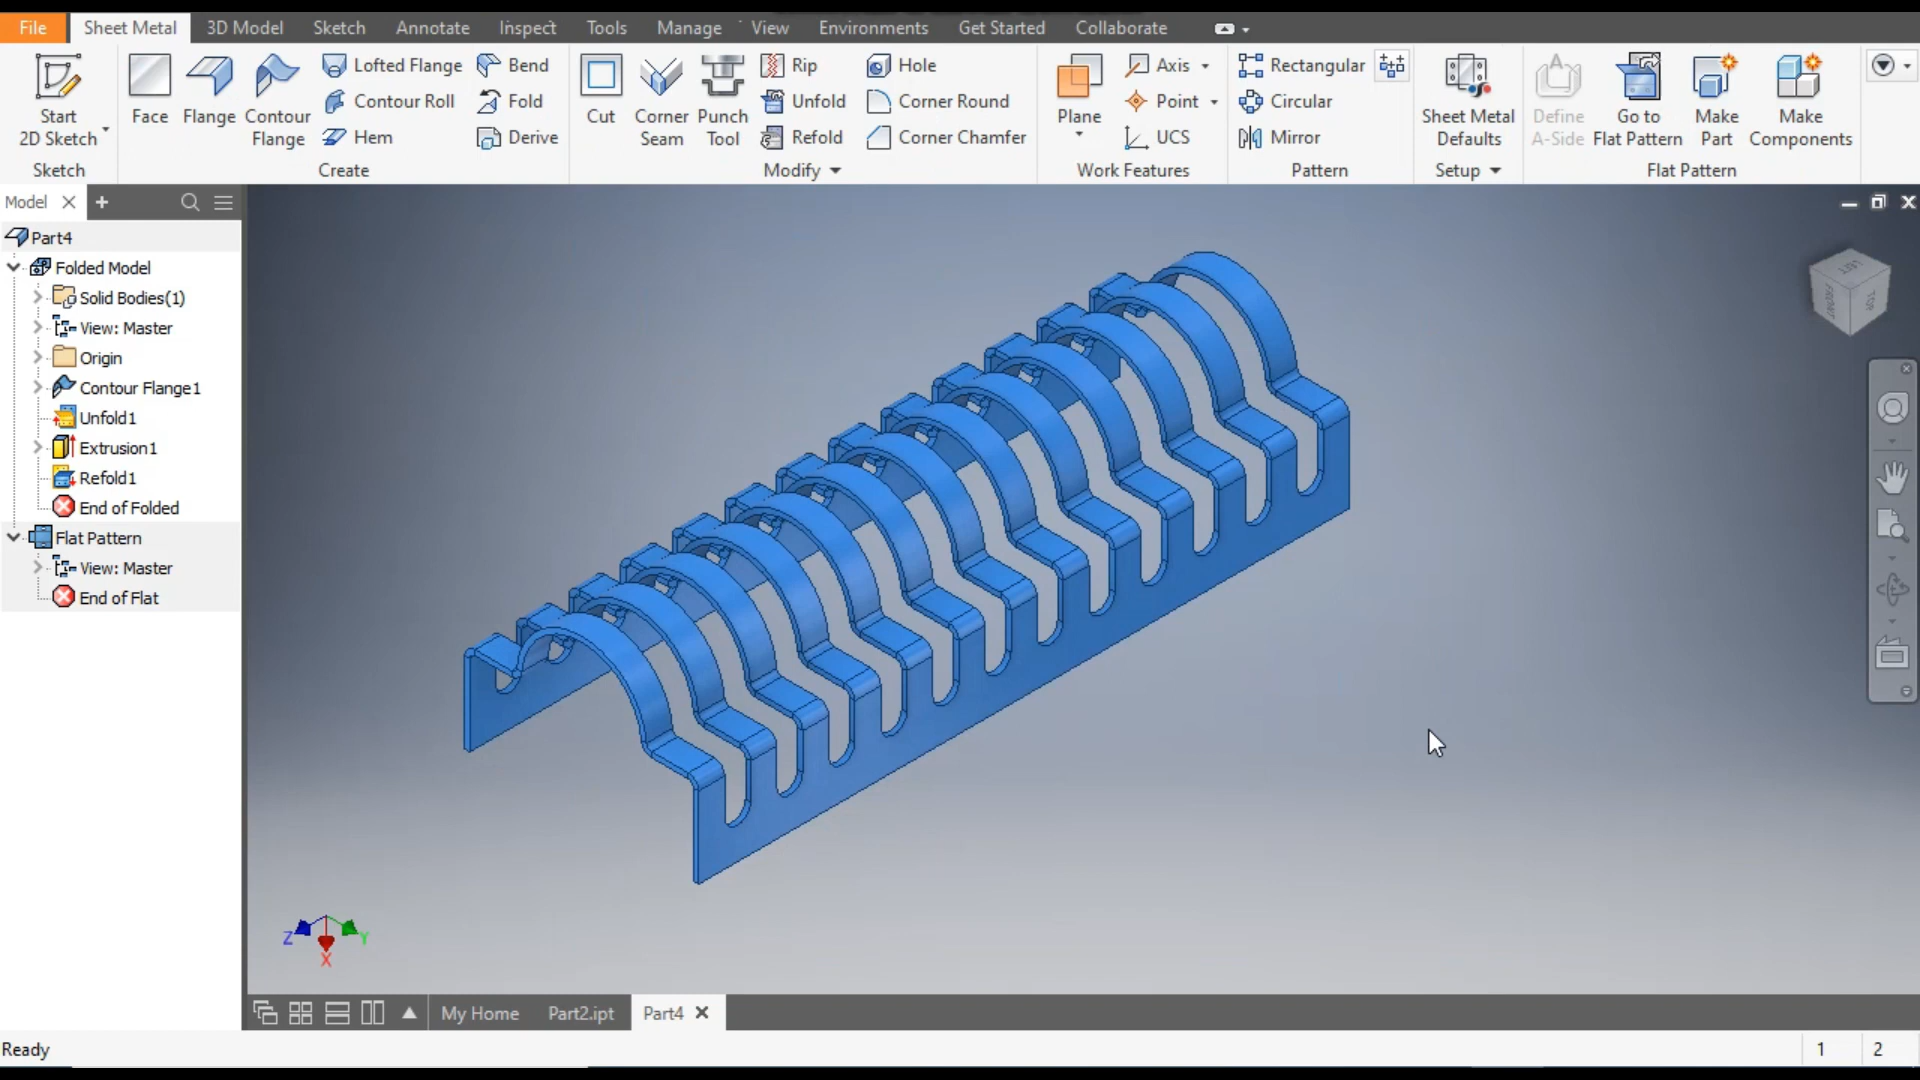 File Sheet Metal 3D Model Sketch Annotate Inspect Tools Manage View Environments Get Started Collaborate
Start
2D Sketch
Face
Flange
Contour
Flange
Lofted Flange
Contour Roll
Hem
Bend
Fold
Derive
Cut
Corner
Seam
Punch
Tool
Rip
Unfold
Refold
Hole
Corner Round
Corner Chamfer
Plane
Axis
Point
UCS
Rectangular
Circular
Mirror
Sheet Metal
Defaults
Define
A-Side
Go to
Flat Pattern
Make
Part
Make
Components
Sketch Create Modify Work Features Pattern Setup Flat Pattern
Model
Part4
Folded Model
Solid Bodies(1)
View: Master
Origin
Contour Flange1
Unfold1
Extrusion1
Refold1
End of Folded
Flat Pattern
View: Master
End of Flat
LEFT
FRONT
TOP
Z
Y
X
My Home Part2.ipt Part4
Ready 1 2